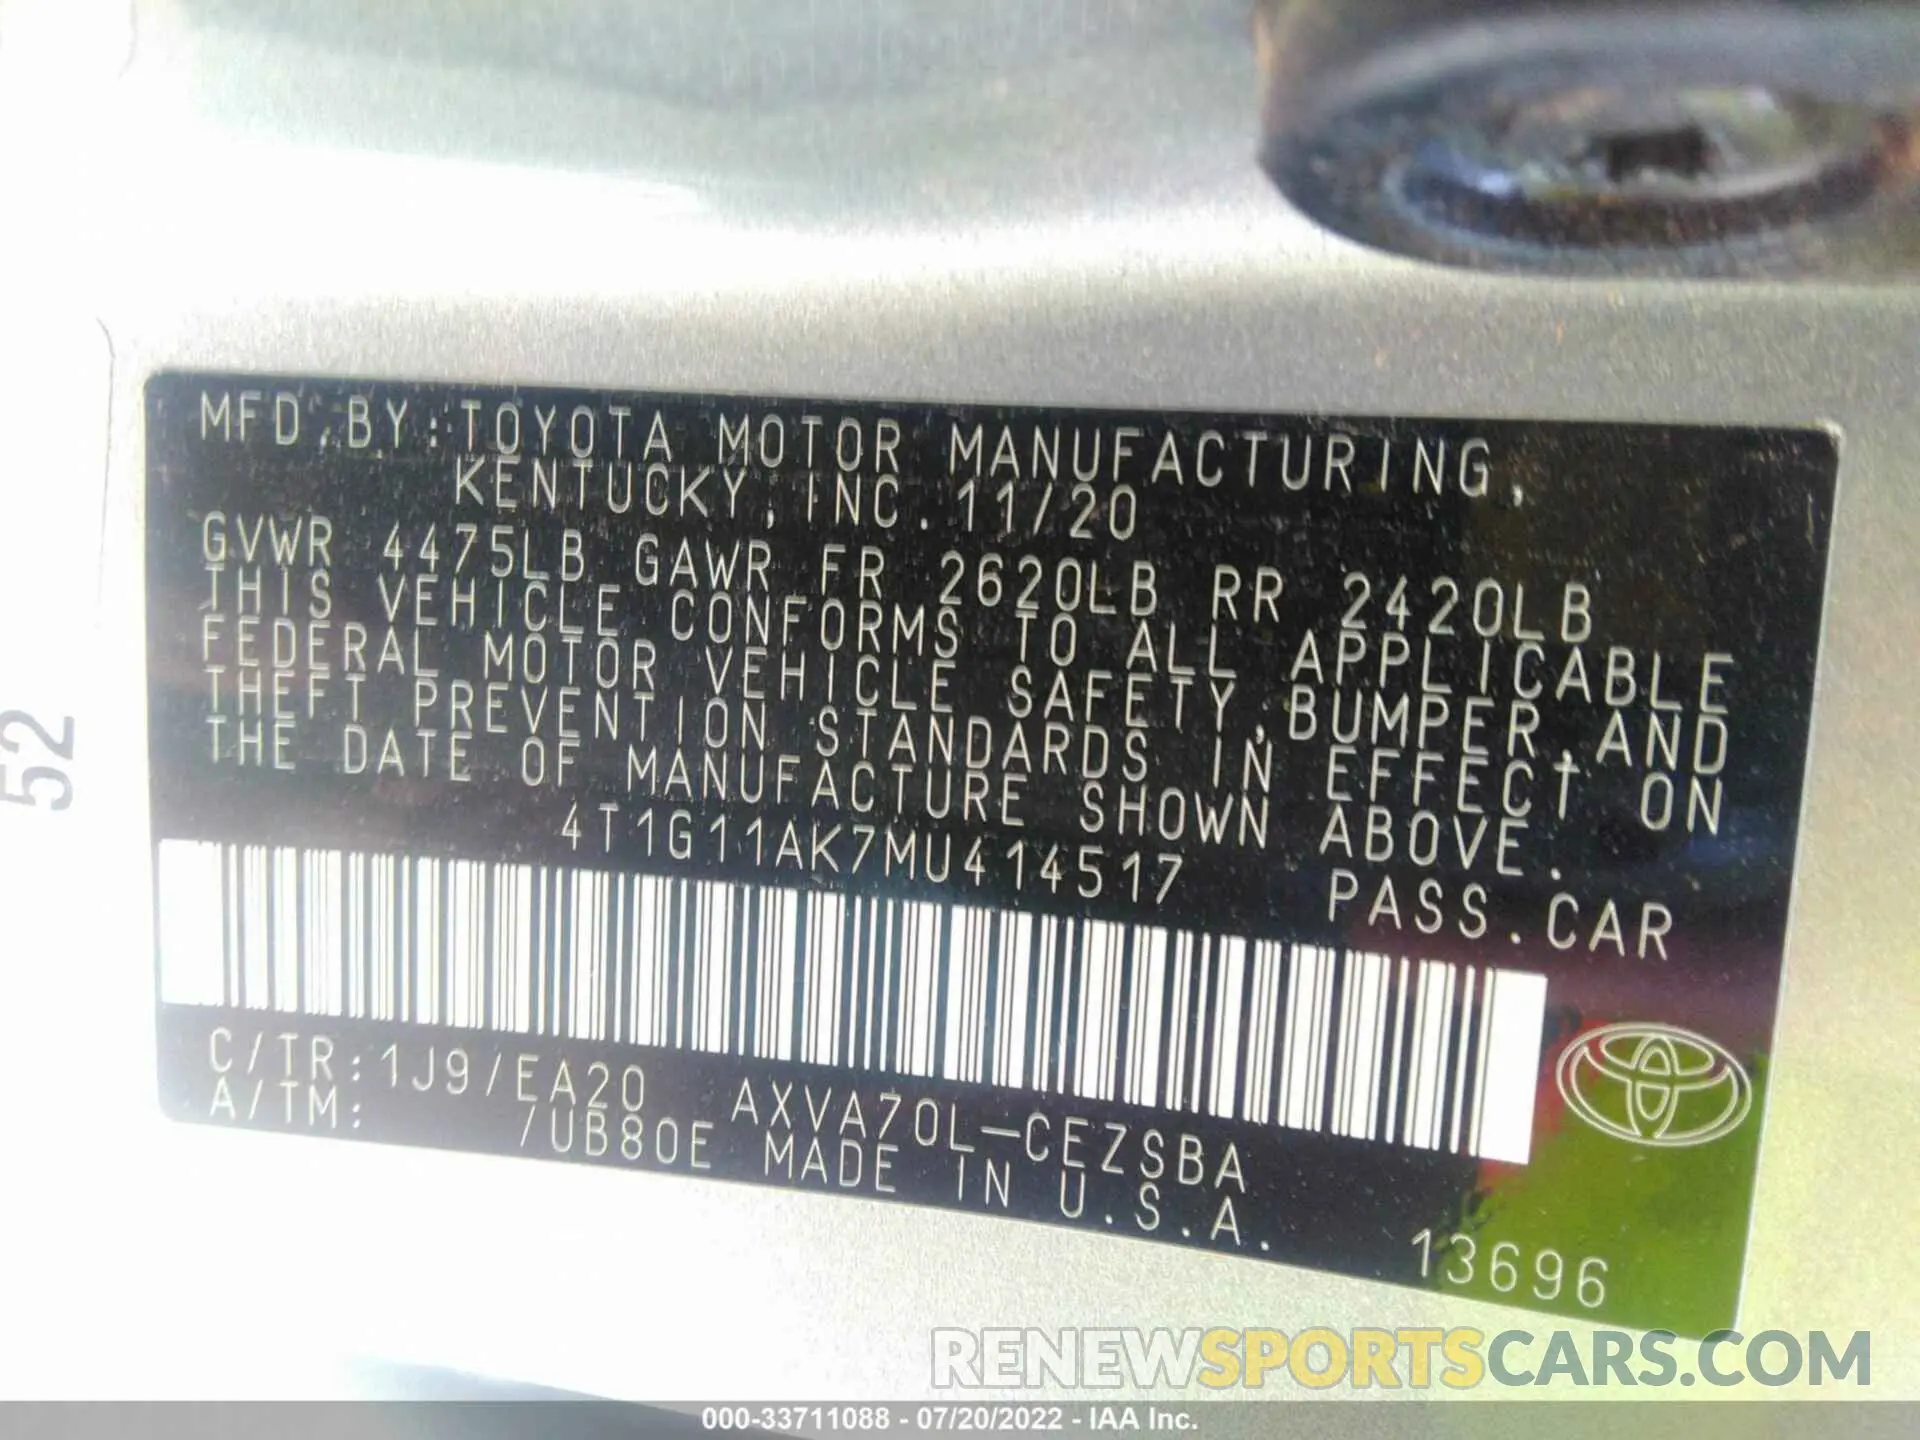 MFD.BY:TOYOTA MOTOR MANUFACTURING,
KENTUCKY, INC. 11/20
GVWR 4475LB GAWR FR 2620LB RR 2420LB
THIS VEHICLE CONFORMS TO ALL APPLICABLE
FEDERAL MOTOR VEHICLE SAFETY,BUMPER,AND
THEFT PREVENTION STANDARDS IN EFFECT ON
THE DATE OF MANUFACTURE SHOWN ABOVE.
4T1G11AK7MU414517 PASS.CAR
C/TR:1J9/EA20 AXVA70L-CEZSBA
A/TM: /UB80E MADE IN U.S.A.
13696
52
RENEWSPORTSCARS.COM
000-33711088 - 07/20/2022 - IAA Inc.